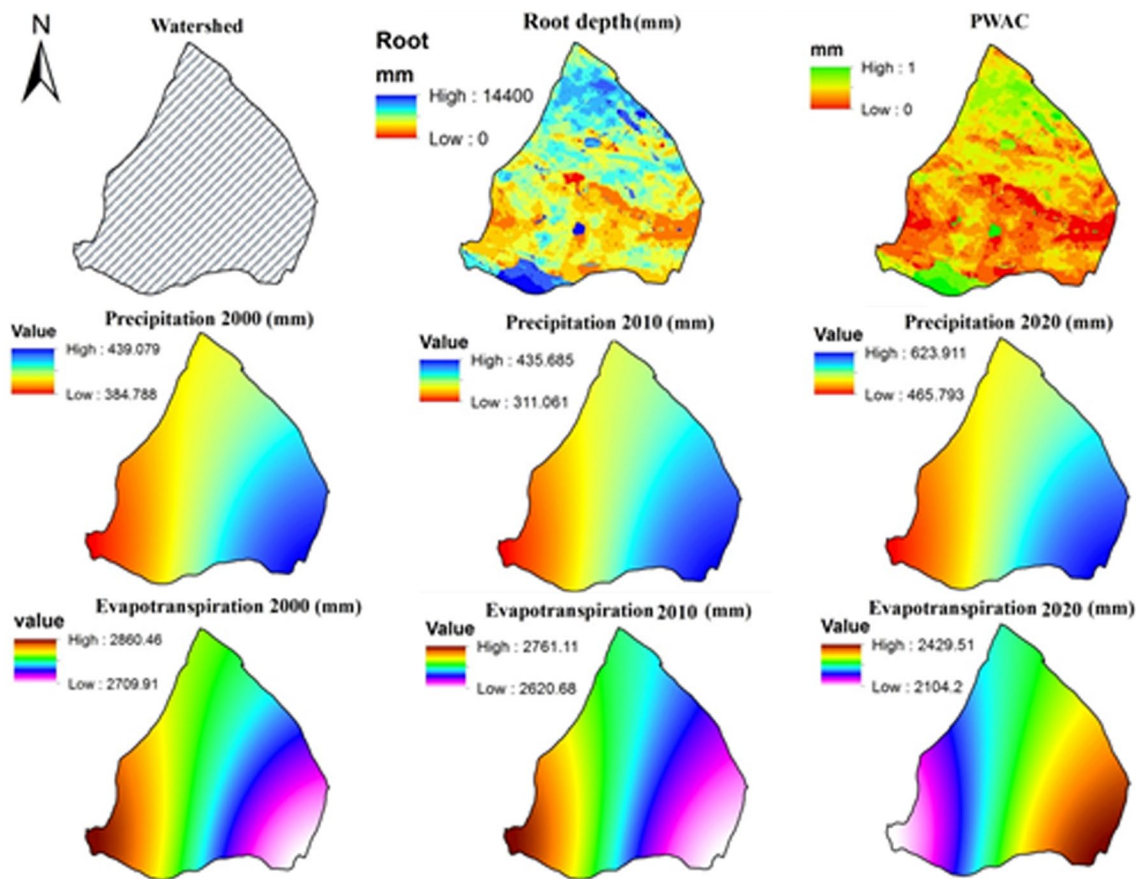 N
Watershed
Root depth(mm)
Root
mm
High : 14400
Low : 0
PWAC
mm
High : 1
Low : 0
Precipitation 2000 (mm)
Value
High : 439.079
Low : 384.788
Precipitation 2010 (mm)
Value
High : 435.685
Low : 311.061
Precipitation 2020 (mm)
Value
High : 623.911
Low : 465.793
Evapotranspiration 2000 (mm)
value
High : 2860.46
Low : 2709.91
Evapotranspiration 2010 (mm)
Value
High : 2761.11
Low : 2620.68
Evapotranspiration 2020 (mm)
Value
High : 2429.51
Low : 2104.2